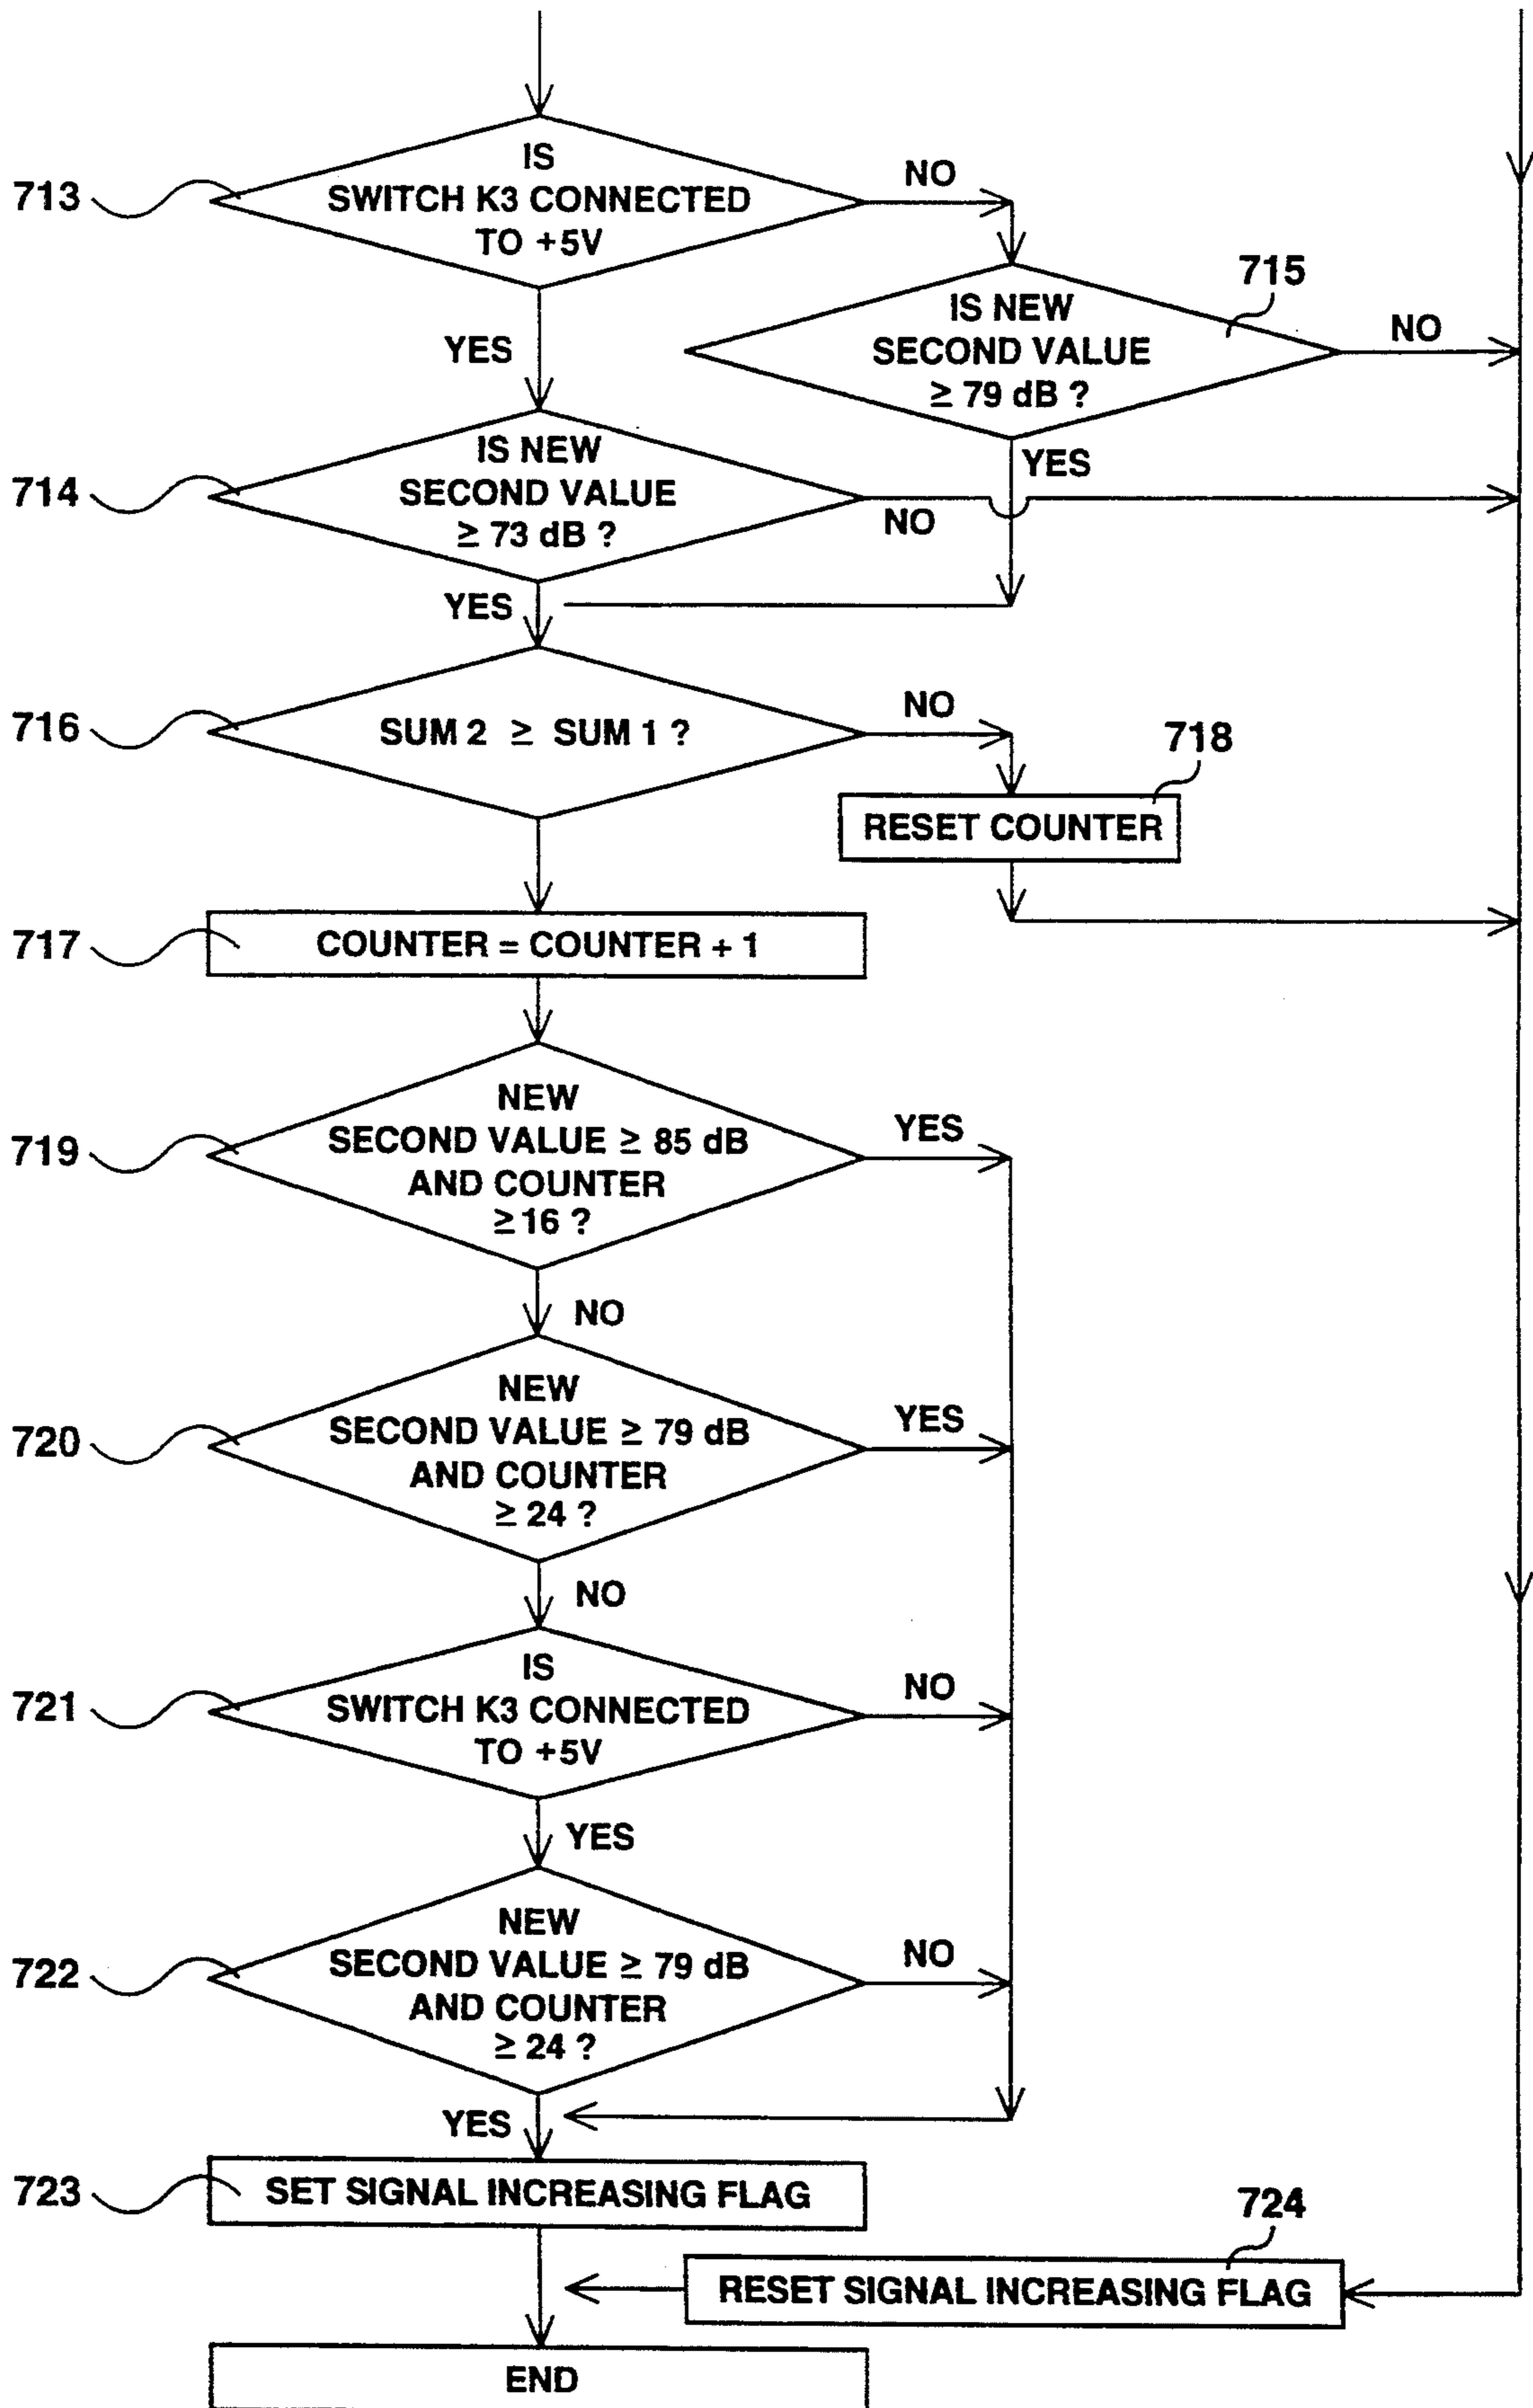 713
IS
SWITCH K3 CONNECTED
TO +5V
NO
YES
715
IS NEW
SECOND VALUE
≥ 79 dB ?
NO
YES
714
IS NEW
SECOND VALUE
≥ 73 dB ?
NO
YES
716
SUM 2 ≥ SUM 1 ?
NO
718
RESET COUNTER
717
COUNTER = COUNTER + 1
719
NEW
SECOND VALUE ≥ 85 dB
AND COUNTER
≥ 16 ?
YES
NO
720
NEW
SECOND VALUE ≥ 79 dB
AND COUNTER
≥ 24 ?
YES
NO
721
IS
SWITCH K3 CONNECTED
TO +5V
NO
YES
722
NEW
SECOND VALUE ≥ 79 dB
AND COUNTER
≥ 24 ?
NO
YES
723
SET SIGNAL INCREASING FLAG
724
RESET SIGNAL INCREASING FLAG
END